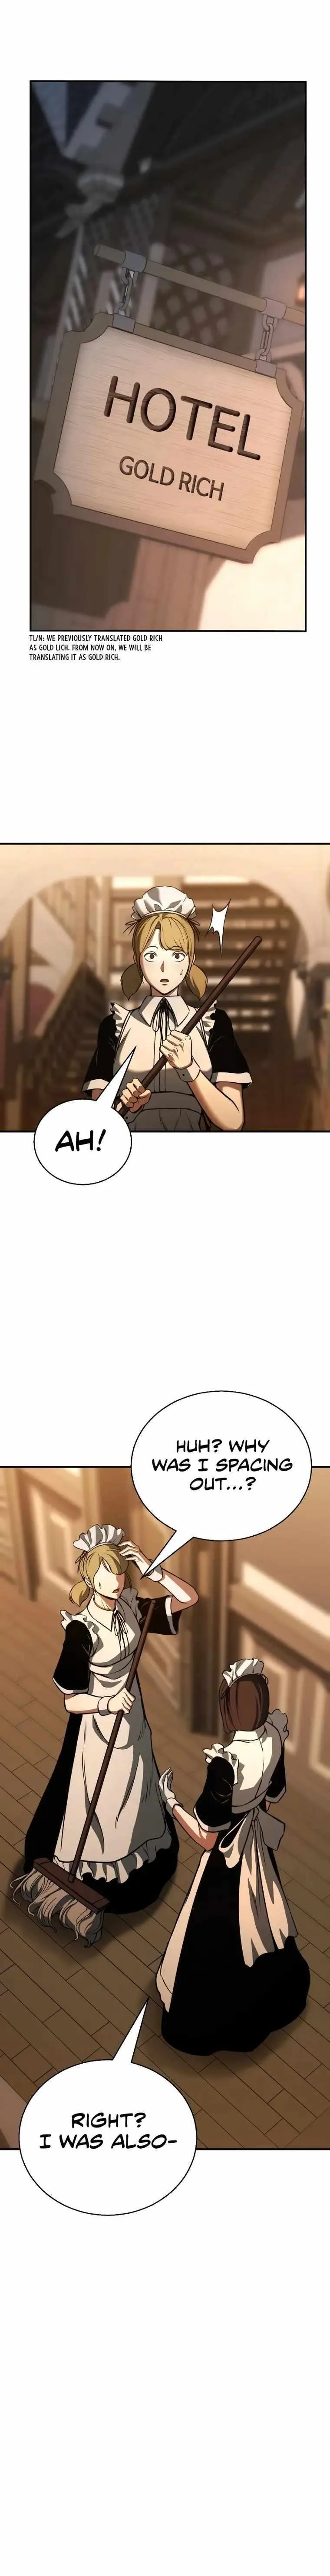 HOTEL
GOLD RICH
TL/N: WE PREVIOUSLY TRANSLATED GOLD RICH
AS GOLD LICH. FROM NOW ON, WE WILL BE
TRANSLATING IT AS GOLD RICH.
AH!
HUH? WHY
WAS I SPACING
OUT...?
RIGHT?
I WAS ALSO-